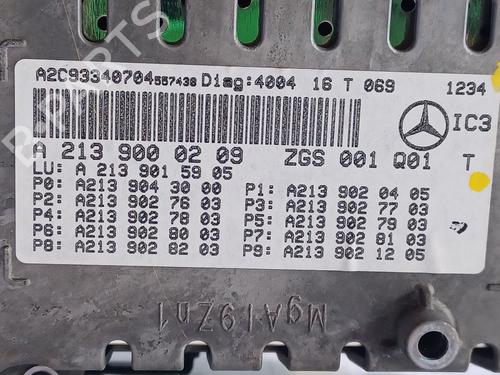 B-PARTS
A2C93340704557438 Diag:4004 16 T 069 1234
IC3
A 213 900 02 09 ZGS 001 Q01 T
LU: A 213 901 59 05
P0: A213 904 30 00 P1: A213 902 04 05
P2: A213 902 76 03 P3: A213 902 77 03
P4: A213 902 78 03 P5: A213 902 79 03
P6: A213 902 80 03 P7: A213 902 81 03
P8: A213 902 82 03 P9: A213 902 12 05
MgAl9Zn1